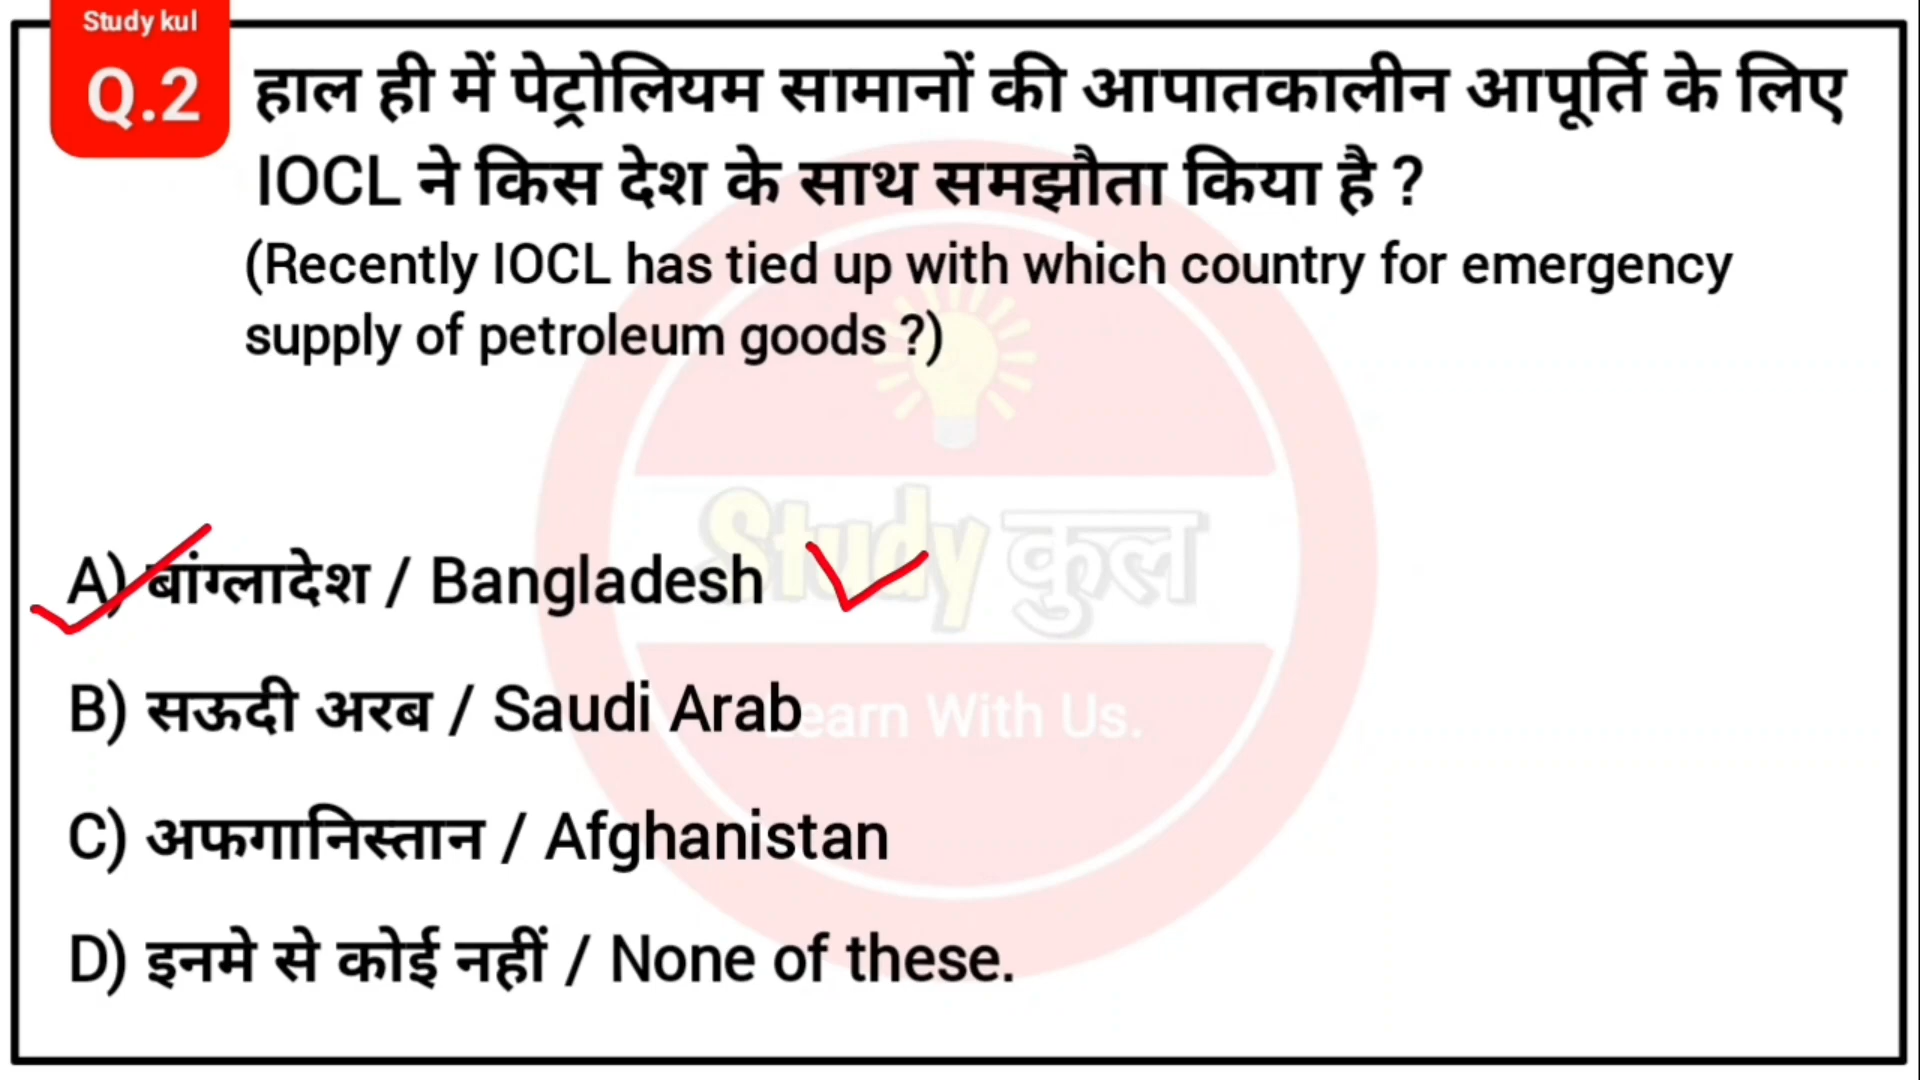 Study kul
Q.2
हाल ही में पेट्रोलियम सामानों की आपातकालीन आपूर्ति के लिए
IOCL ने किस देश के साथ समझौता किया है ?
(Recently IOCL has tied up with which country for emergency
supply of petroleum goods ?)
Study कुल
A) बांग्लादेश / Bangladesh
B) सऊदी अरब / Saudi Arab
Learn With Us.
C) अफगानिस्तान / Afghanistan
D) इनमे से कोई नहीं / None of these.